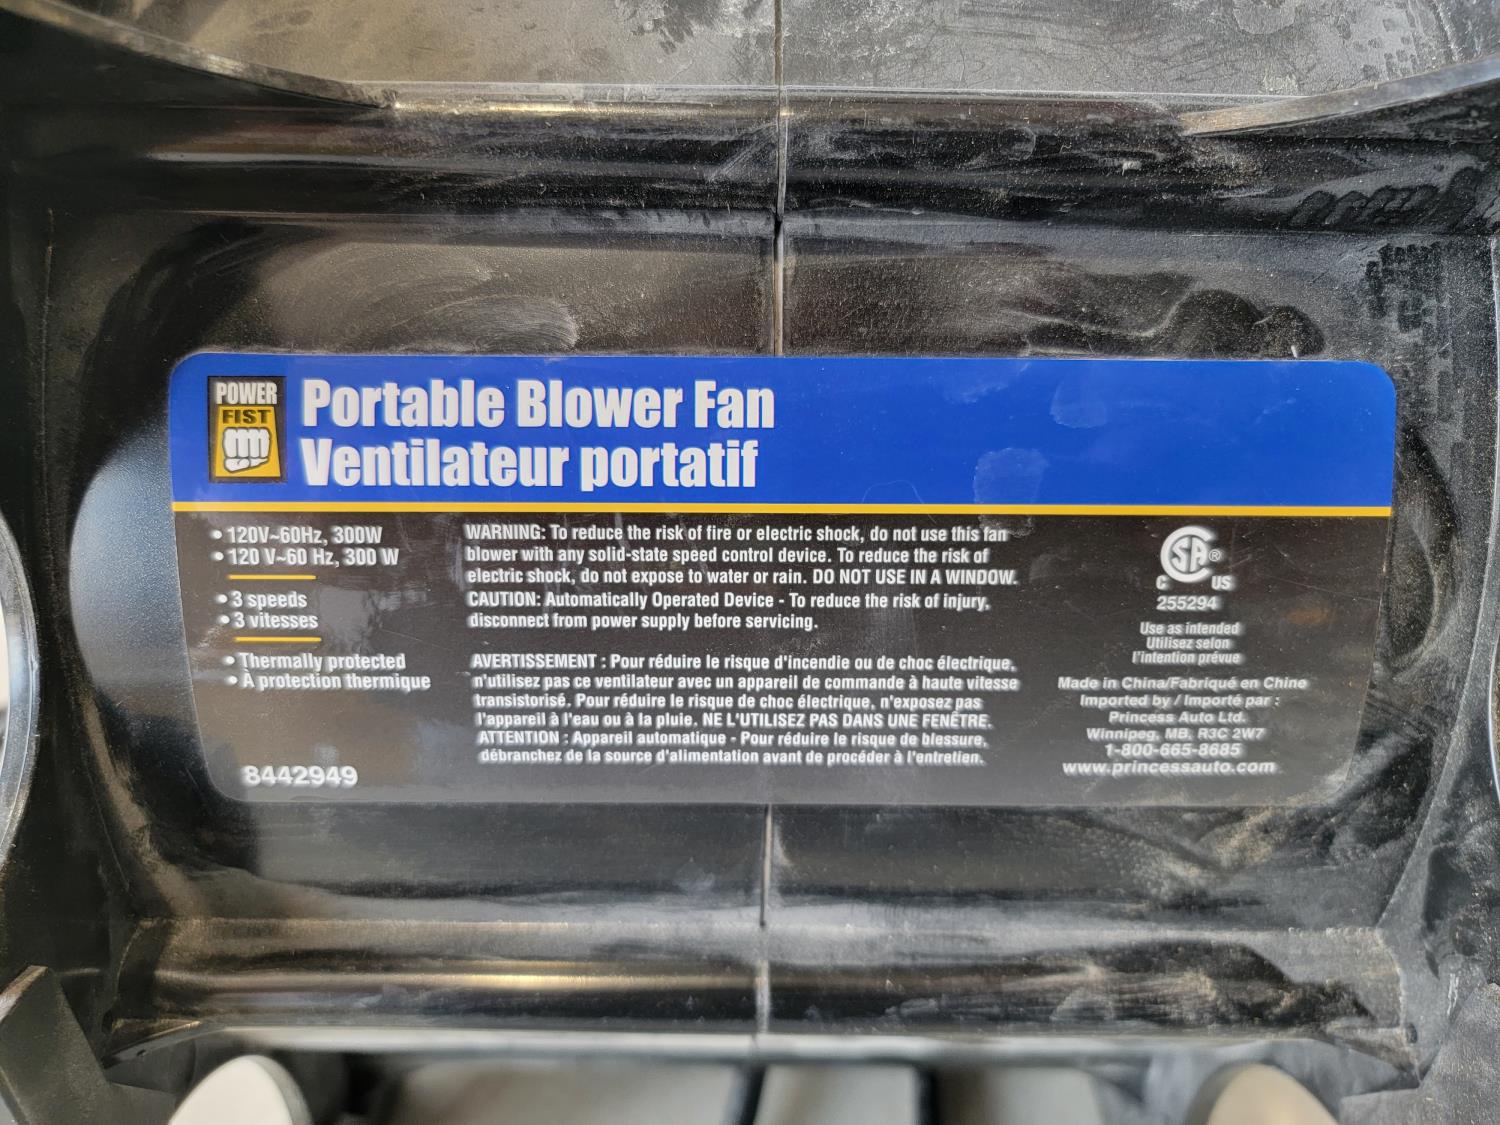 POWER
FIST
Portable Blower Fan
Ventilateur portatif
• 120V~60Hz, 300W
• 120 V~60 Hz, 300 W
• 3 speeds
• 3 vitesses
• Thermally protected
• À protection thermique
8442949
WARNING: To reduce the risk of fire or electric shock, do not use this fan
blower with any solid-state speed control device. To reduce the risk of
electric shock, do not expose to water or rain. DO NOT USE IN A WINDOW.
CAUTION: Automatically Operated Device - To reduce the risk of injury,
disconnect from power supply before servicing.
AVERTISSEMENT : Pour réduire le risque d'incendie ou de choc électrique,
n'utilisez pas ce ventilateur avec un appareil de commande à haute vitesse
transistorisé. Pour réduire le risque de choc électrique, n'exposez pas
l'appareil à l'eau ou à la pluie. NE L'UTILISEZ PAS DANS UNE FENÊTRE.
ATTENTION : Appareil automatique - Pour réduire le risque de blessure,
débranchez de la source d'alimentation avant de procéder à l'entretien.
SA®
C US
255294
Use as intended
Utilisez selon
l'intention prévue
Made in China/Fabriqué en Chine
Imported by / Importé par :
Princess Auto Ltd.
Winnipeg, MB, R3C 2W7
1-800-665-8685
www.princessauto.com